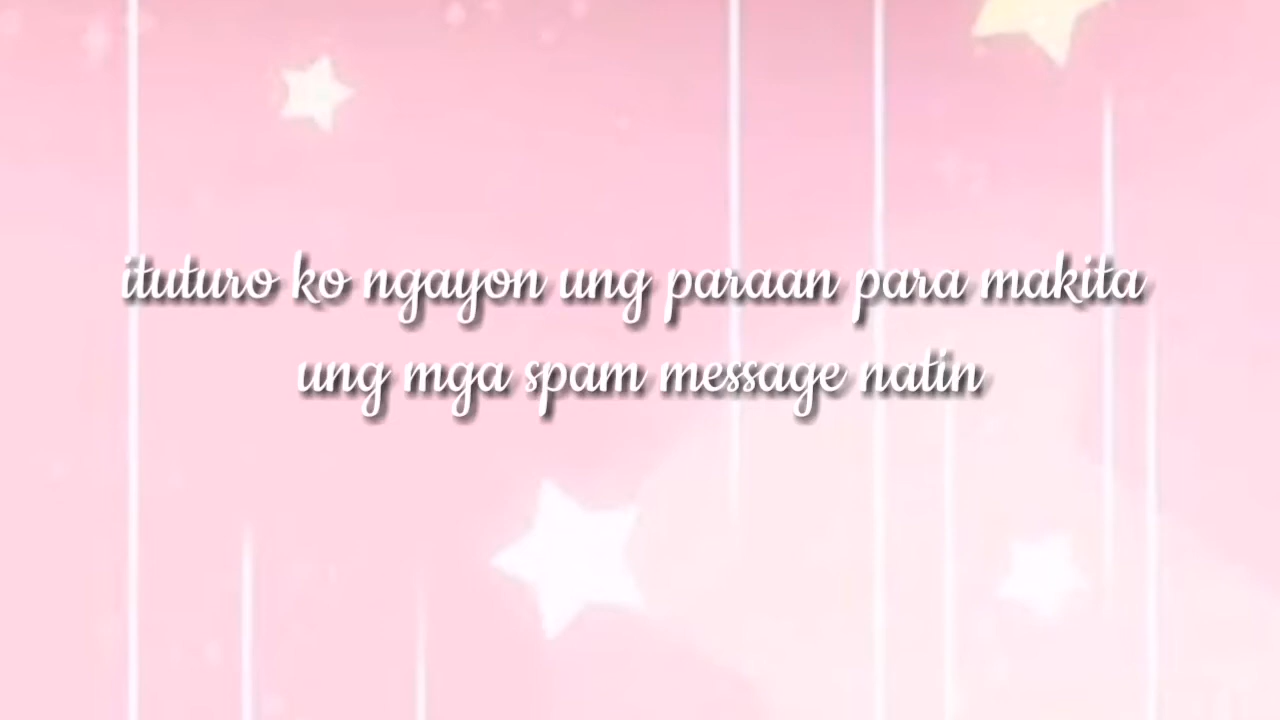 ituturo ko ngayon ung paraan para makita
ung mga spam message natin